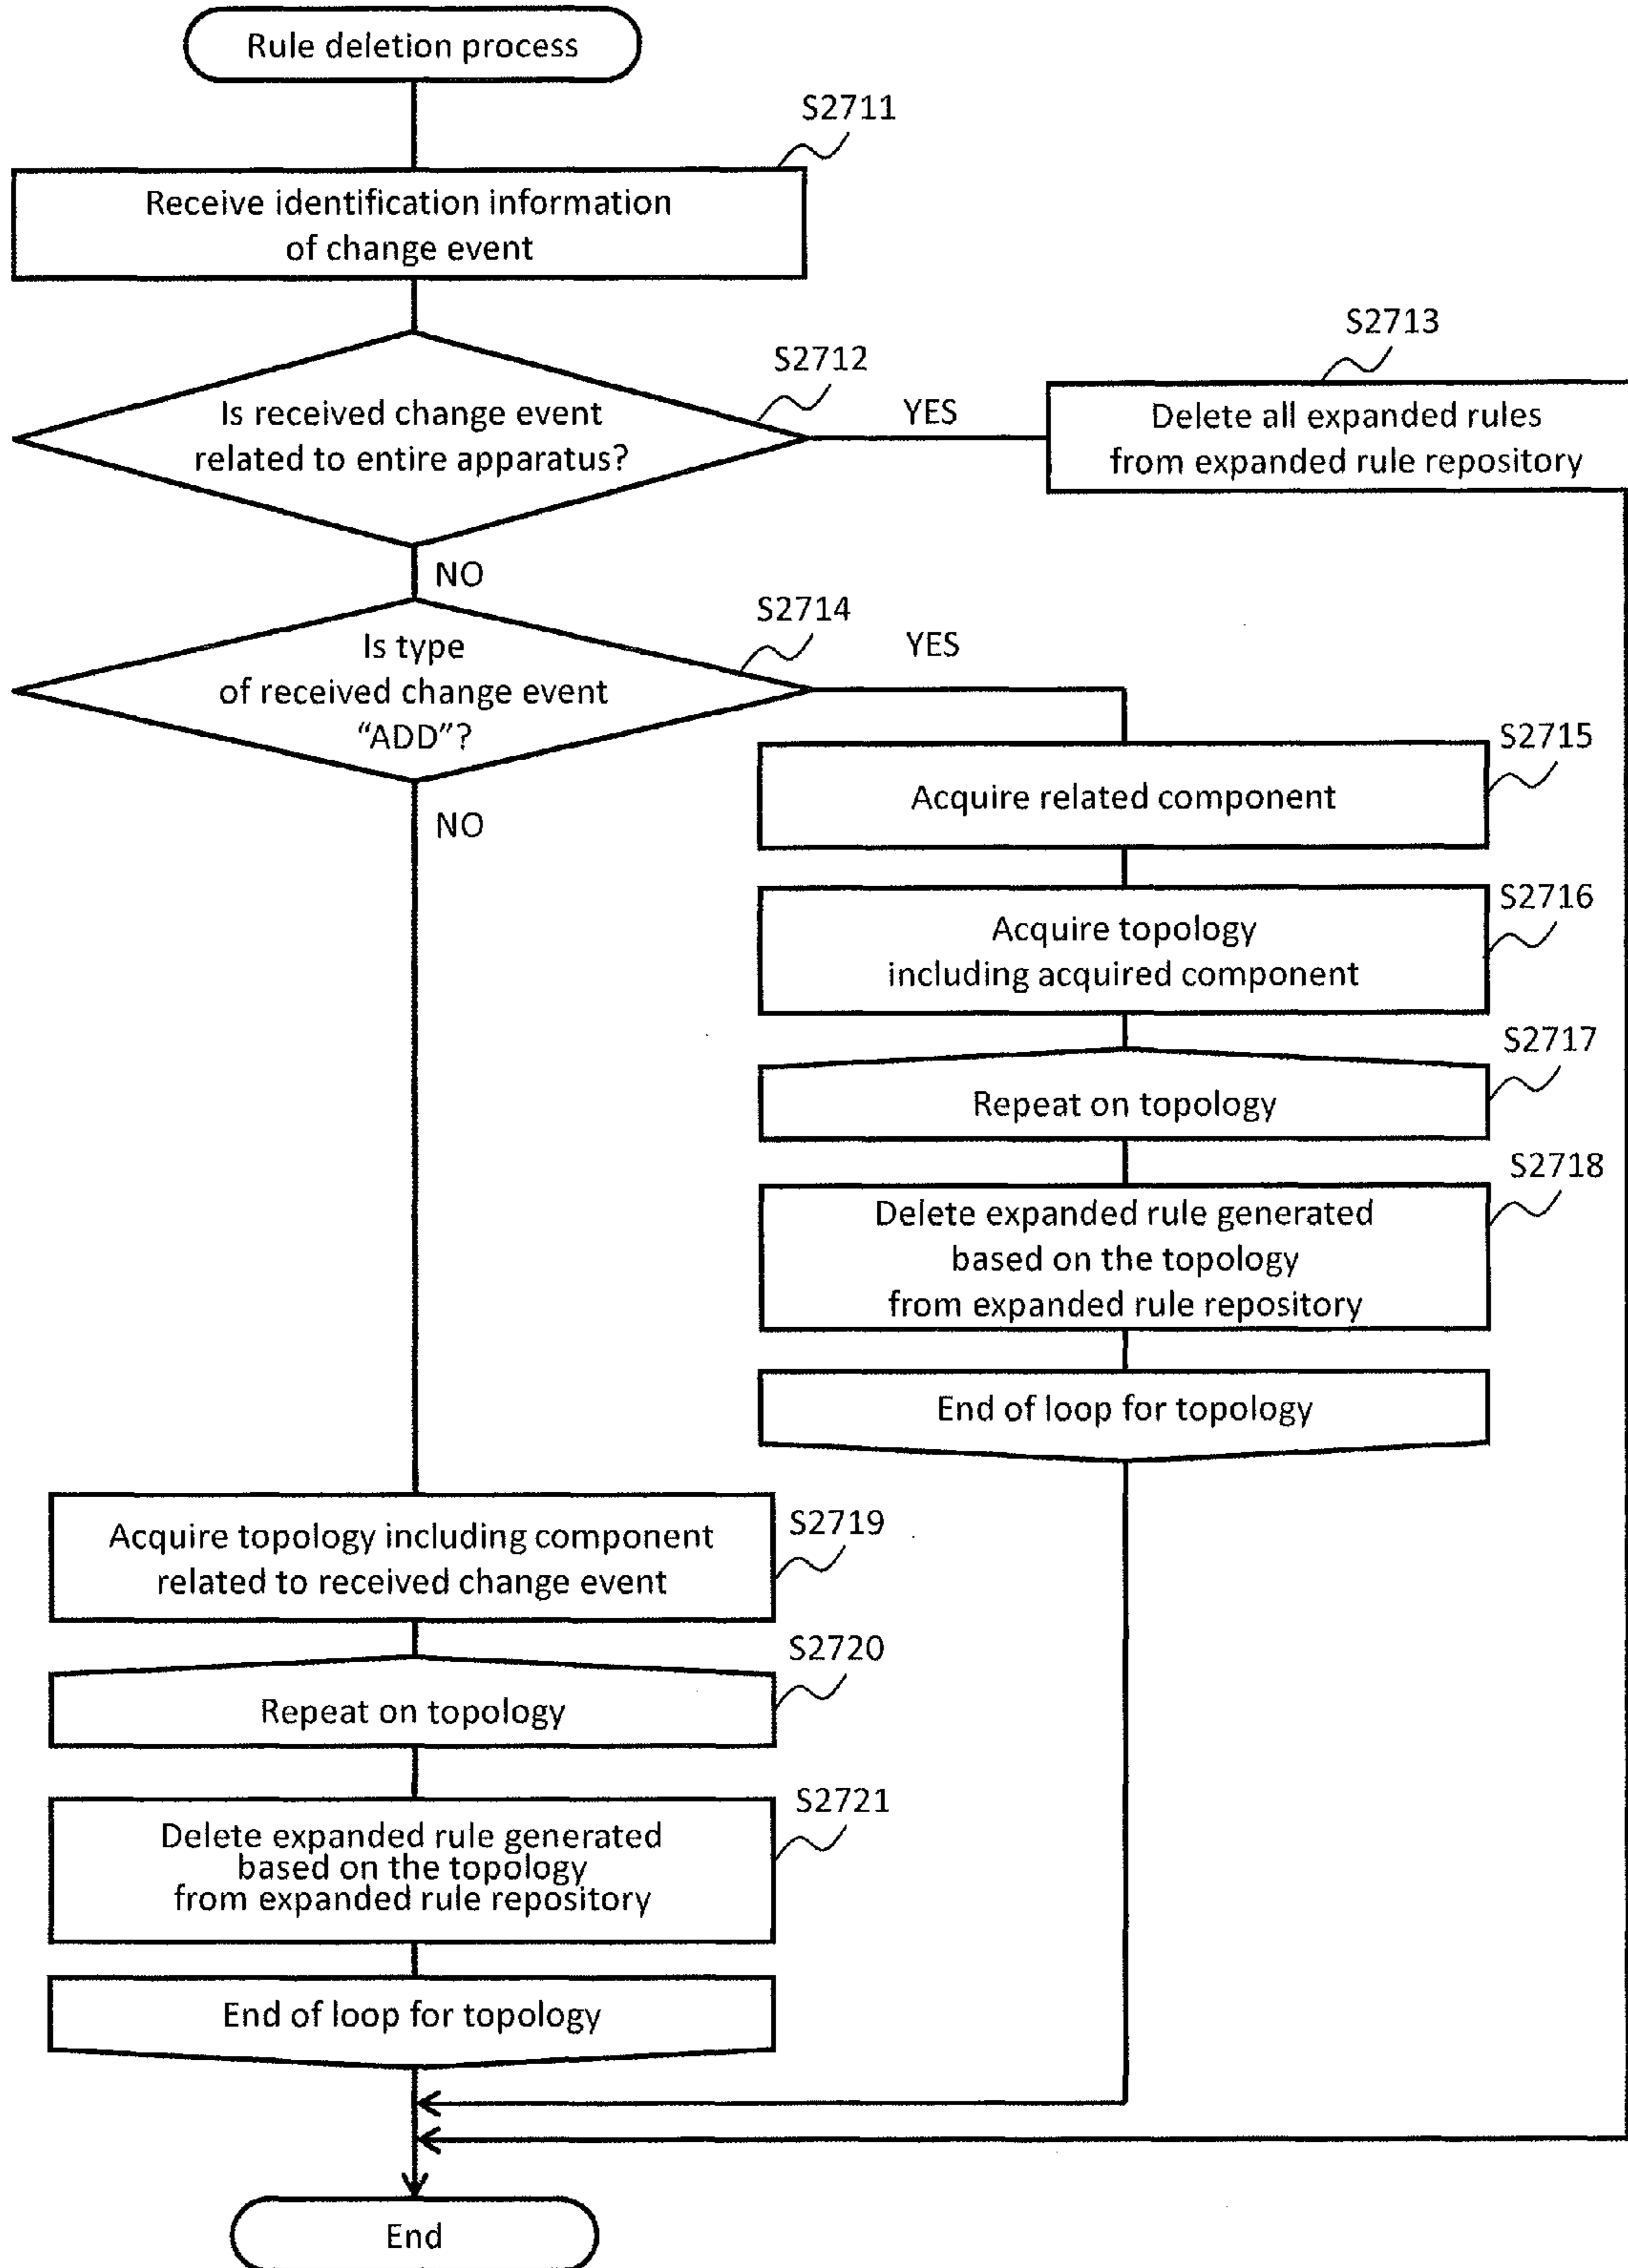 Rule deletion process
S2711
Receive identification information
of change event
S2712
Is received change event
related to entire apparatus?
YES
S2713
Delete all expanded rules
from expanded rule repository
NO
S2714
Is type
of received change event
“ADD”?
YES
NO
S2715
Acquire related component
S2716
Acquire topology
including acquired component
S2717
Repeat on topology
S2718
Delete expanded rule generated
based on the topology
from expanded rule repository
End of loop for topology
S2719
Acquire topology including component
related to received change event
S2720
Repeat on topology
S2721
Delete expanded rule generated
based on the topology
from expanded rule repository
End of loop for topology
End